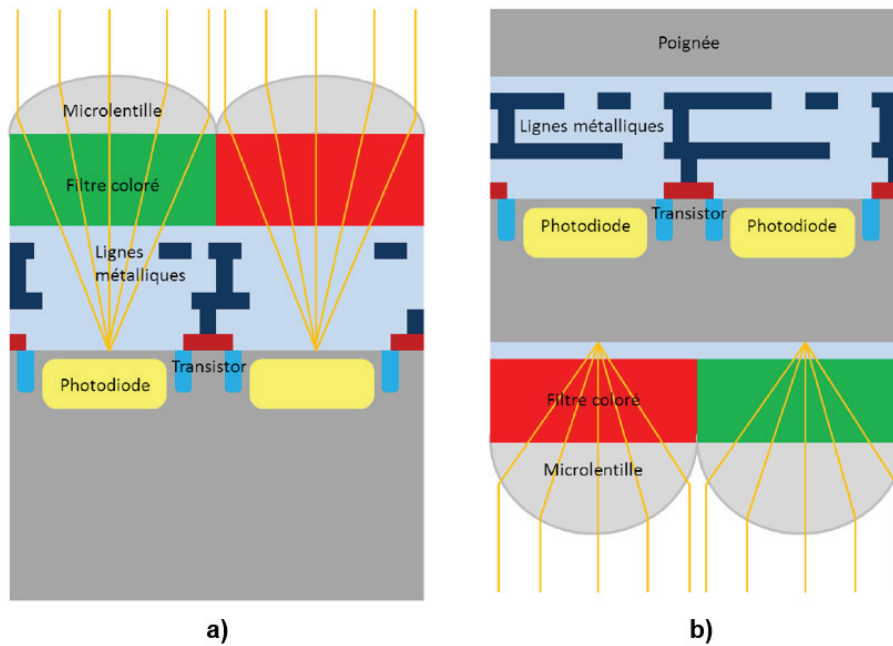 Microlentille
Filtre coloré
Lignes
métalliques
Transistor
Photodiode
a)
Poignée
Lignes métalliques
Transistor
Photodiode
Photodiode
Filtre coloré
Microlentille
b)